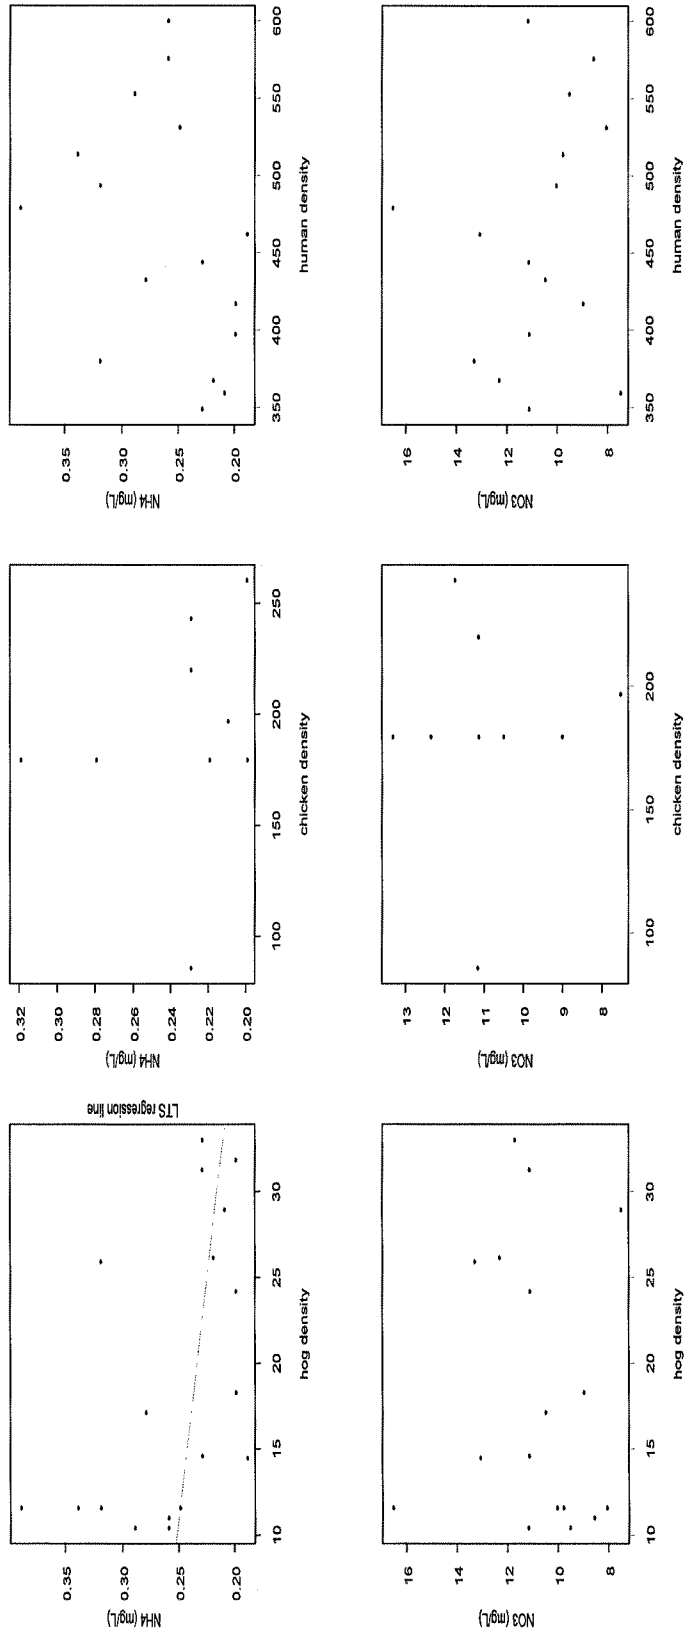 NH4 (mg/L)
0.35
0.30
0.25
0.20
LTS regression line
10 15 20 25 30
hog density
NH4 (mg/L)
0.32
0.30
0.28
0.26
0.24
0.22
0.20
100 150 200 250
chicken density
NH4 (mg/L)
0.35
0.30
0.25
0.20
350 400 450 500 550 600
human density
NO3 (mg/L)
16
14
12
10
8
10 15 20 25 30
hog density
NO3 (mg/L)
13
12
11
10
9
8
100 150 200
chicken density
NO3 (mg/L)
16
14
12
10
8
350 400 450 500 550 600
human density